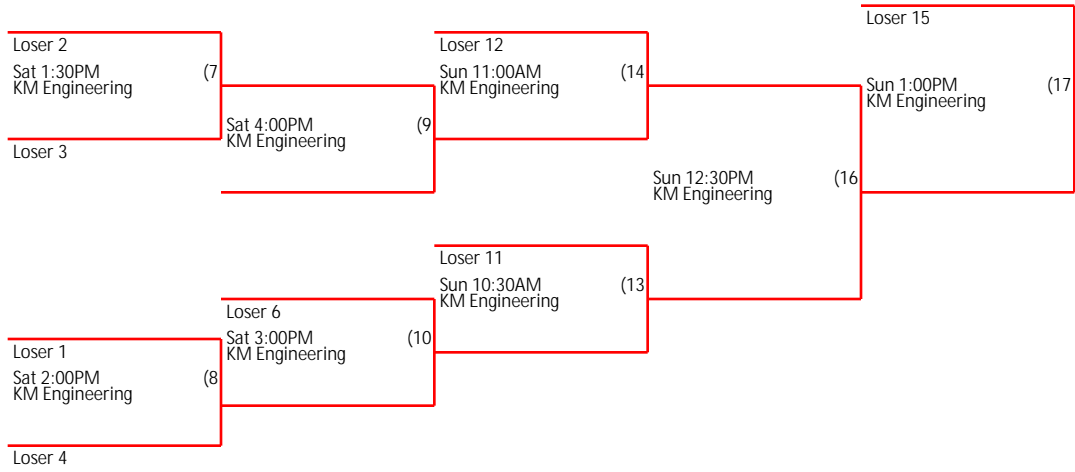 Loser 15
Loser 2
Loser 12
Sat 1:30PM (7
KM Engineering
Sun 11:00AM (14
KM Engineering
Sun 1:00PM (17
KM Engineering
Sat 4:00PM (9
KM Engineering
Loser 3
Sun 12:30PM (16
KM Engineering
Loser 11
Sun 10:30AM (13
KM Engineering
Loser 6
Sat 3:00PM (10
KM Engineering
Loser 1
Sat 2:00PM (8
KM Engineering
Loser 4